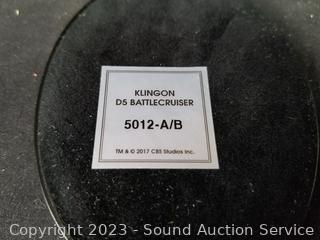 KLINGON
D5 BATTLECRUISER
5012-A/B
TM & © 2017 CBS Studios Inc.
Copyright 2023 - Sound Auction Service